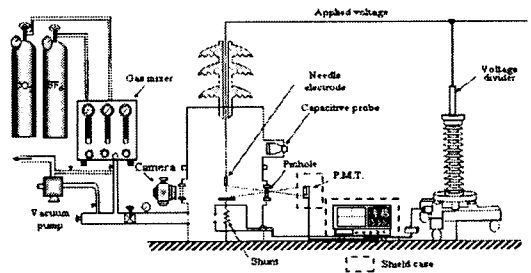 Applied voltage
Gas mixer
Needle
electrode
Voltage
divider
Capacitive probe
CO2
SF6
Camera
Pinhole
P.M.T.
Vacuum
pump
Shunt
Shield case